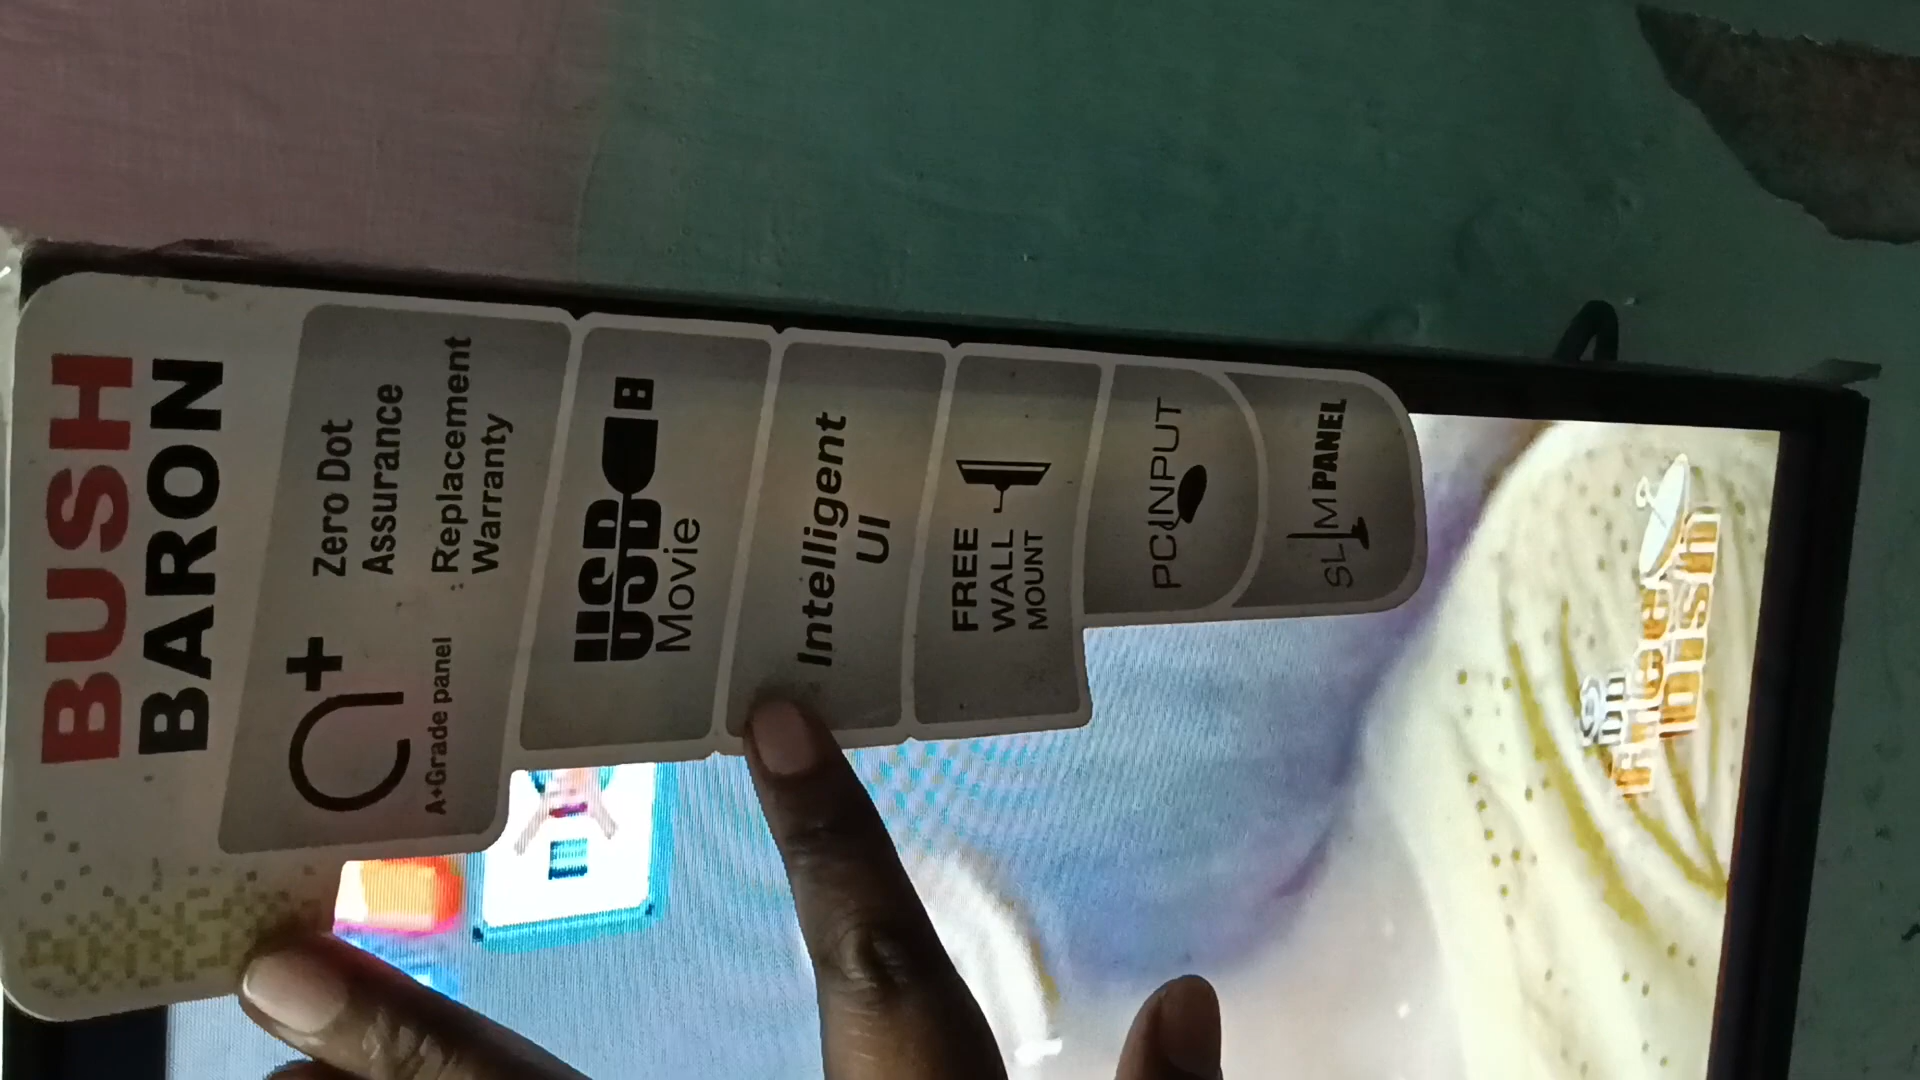 BUSH
BARON
a+
Zero Dot
Assurance
A+Grade panel
: Replacement
Warranty
USB
Movie
Intelligent
UI
FREE
WALL
MOUNT
PC INPUT
SLIM PANEL
Free
Dish